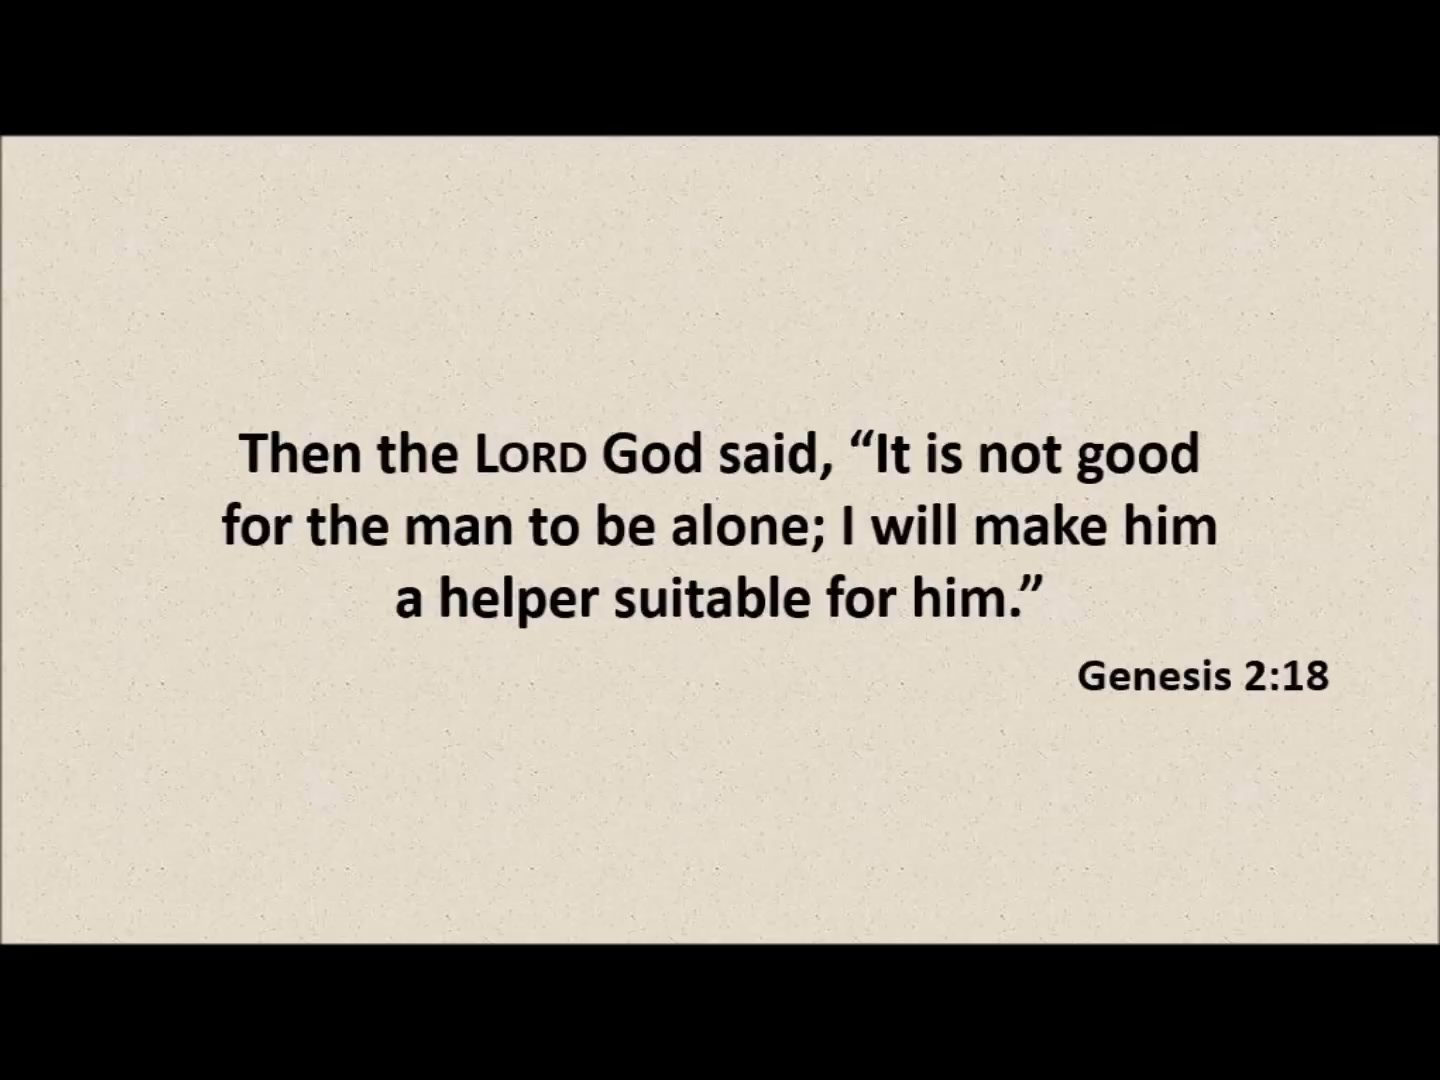 Then the LORD God said, “It is not good
for the man to be alone; I will make him
a helper suitable for him.”
Genesis 2:18